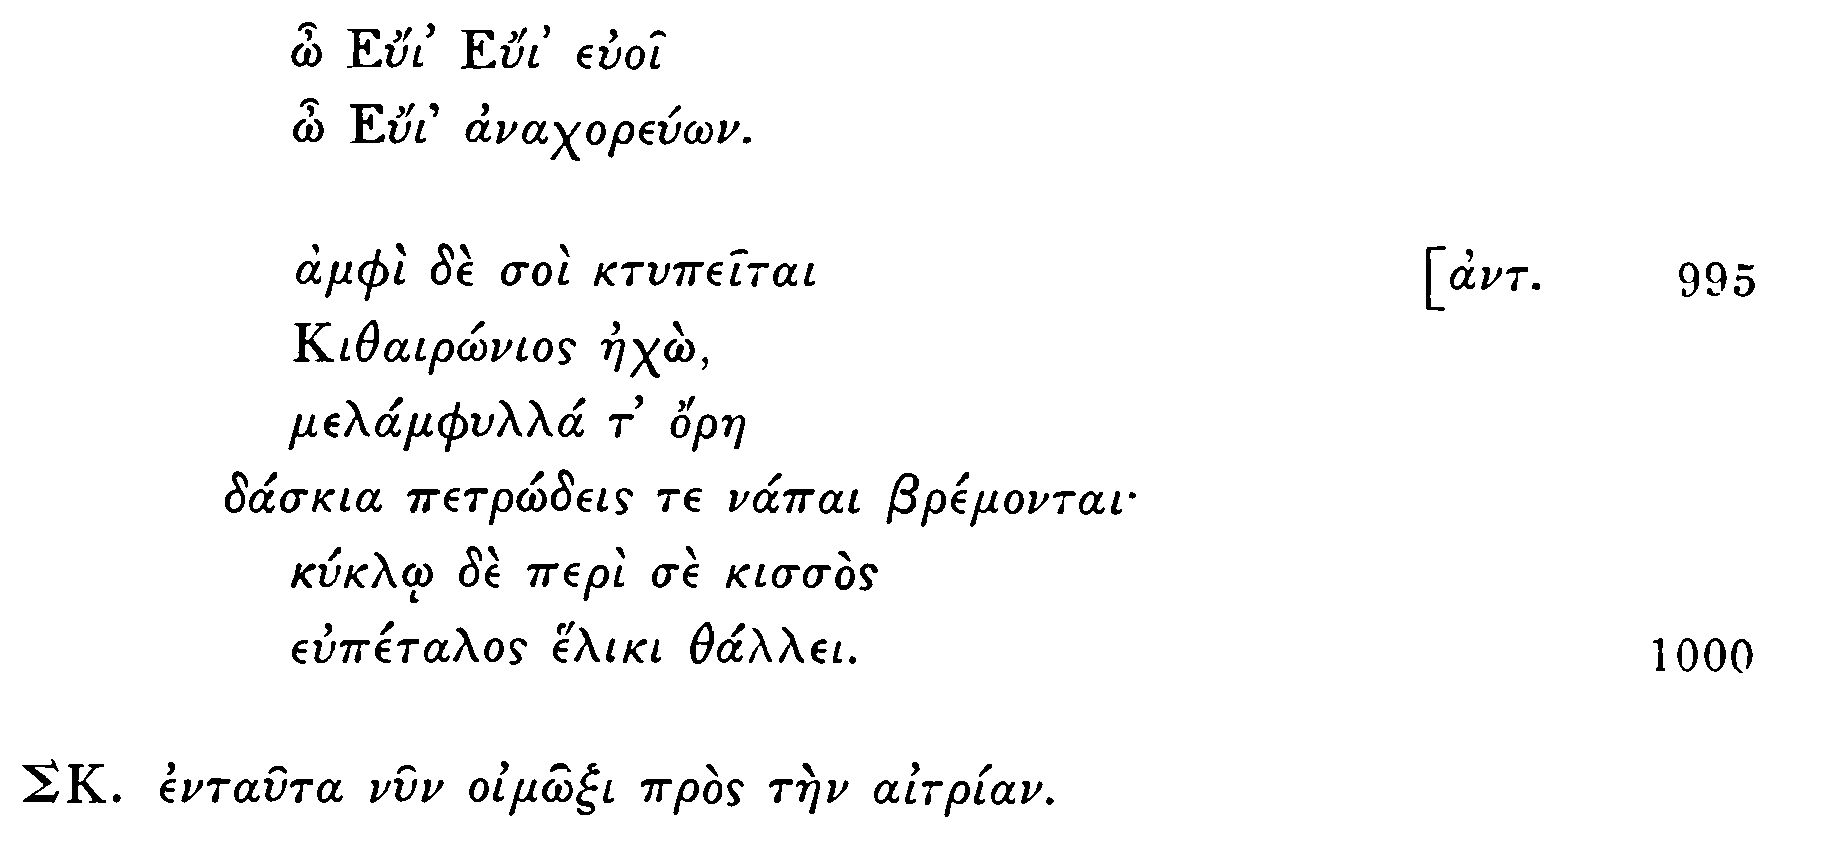 ὦ Εὔι’ Εὔι’ εὐοῖ
ὦ Εὔι’ ἀναχορεύων.
ἀμφὶ δὲ σοὶ κτυπεῖται [ἀντ. 995
Κιθαιρώνιος ἠχὼ,
μελάμφυλλά τ’ ὄρη
δάσκια πετρώδεις τε νάπαι βρέμονται·
κύκλῳ δὲ περὶ σὲ κισσὸς
εὐπέταλος ἕλικι θάλλει. 1000
ΣΚ. ἐνταῦτα νῦν οἰμῶξι πρὸς τὴν αἰτρίαν.